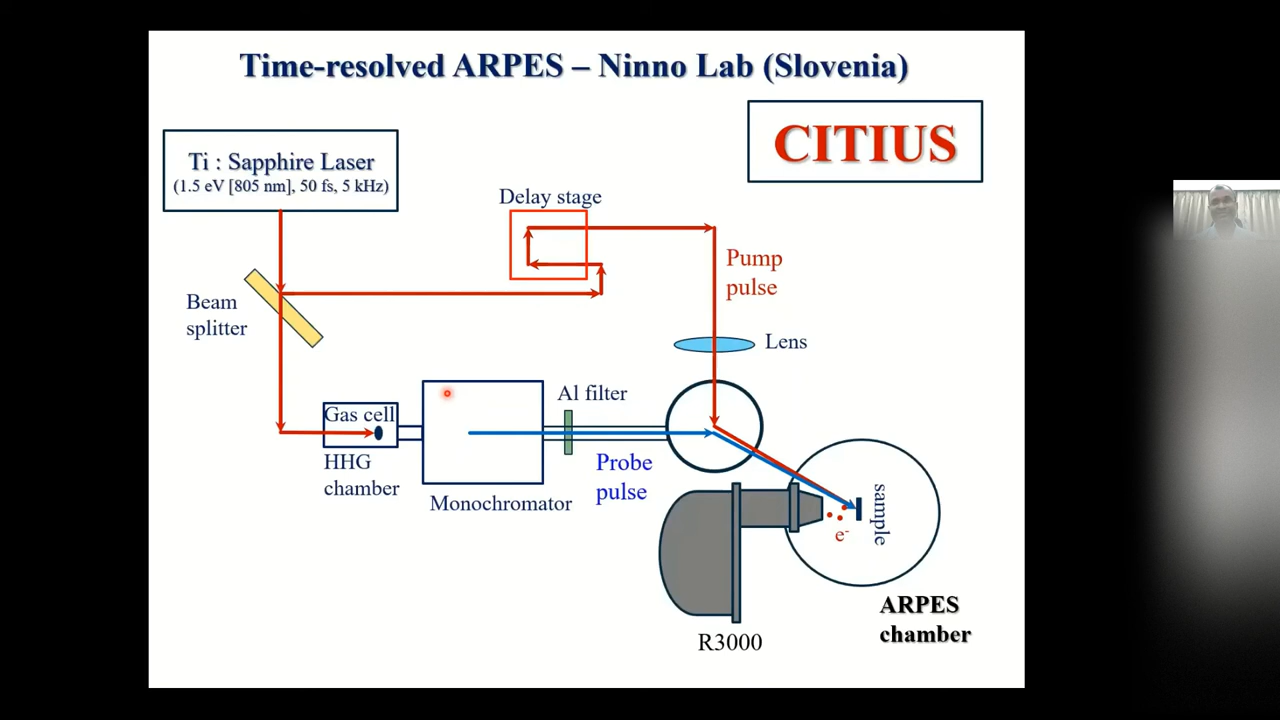 Time-resolved ARPES – Ninno Lab (Slovenia)
CITIUS
Ti : Sapphire Laser
(1.5 eV [805 nm], 50 fs, 5 kHz)
Delay stage
Pump
pulse
Beam
splitter
Lens
Gas cell
Al filter
HHG
chamber
Monochromator
Probe
pulse
sample
e-
ARPES
chamber
R3000